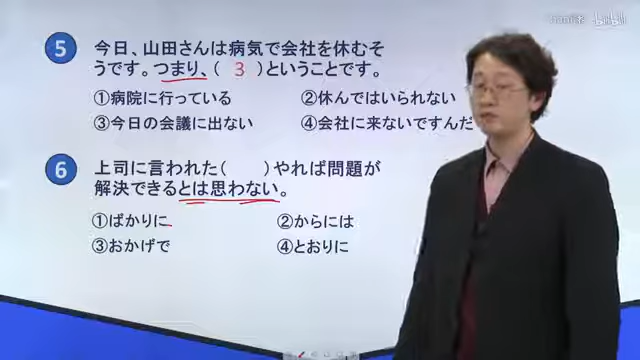 5 今日、山田さんは病気で会社を休むそ
うです。つまり、( 3 )ということです。
①病院に行っている ②休んではいられない
③今日の会議に出ない ④会社に来ないですんだ
6 上司に言われた( )やれば問題が
解決できるとは思わない。
①ばかりに ②からには
③おかげで ④とおりに
bilibili